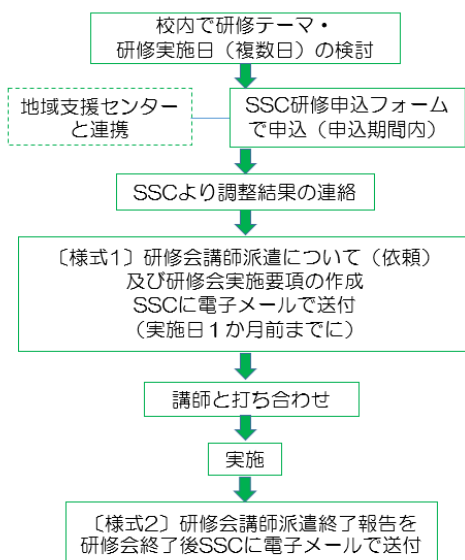 校内で研修テーマ・
研修実施日（複数日）の検討
地域支援センター
と連携
SSC研修申込フォーム
で申込（申込期間内）
SSCより調整結果の連絡
〔様式1〕研修会講師派遣について（依頼）
及び研修会実施要項の作成
SSCに電子メールで送付
（実施日１か月前までに）
講師と打ち合わせ
実施
〔様式2〕研修会講師派遣終了報告を
研修会終了後SSCに電子メールで送付